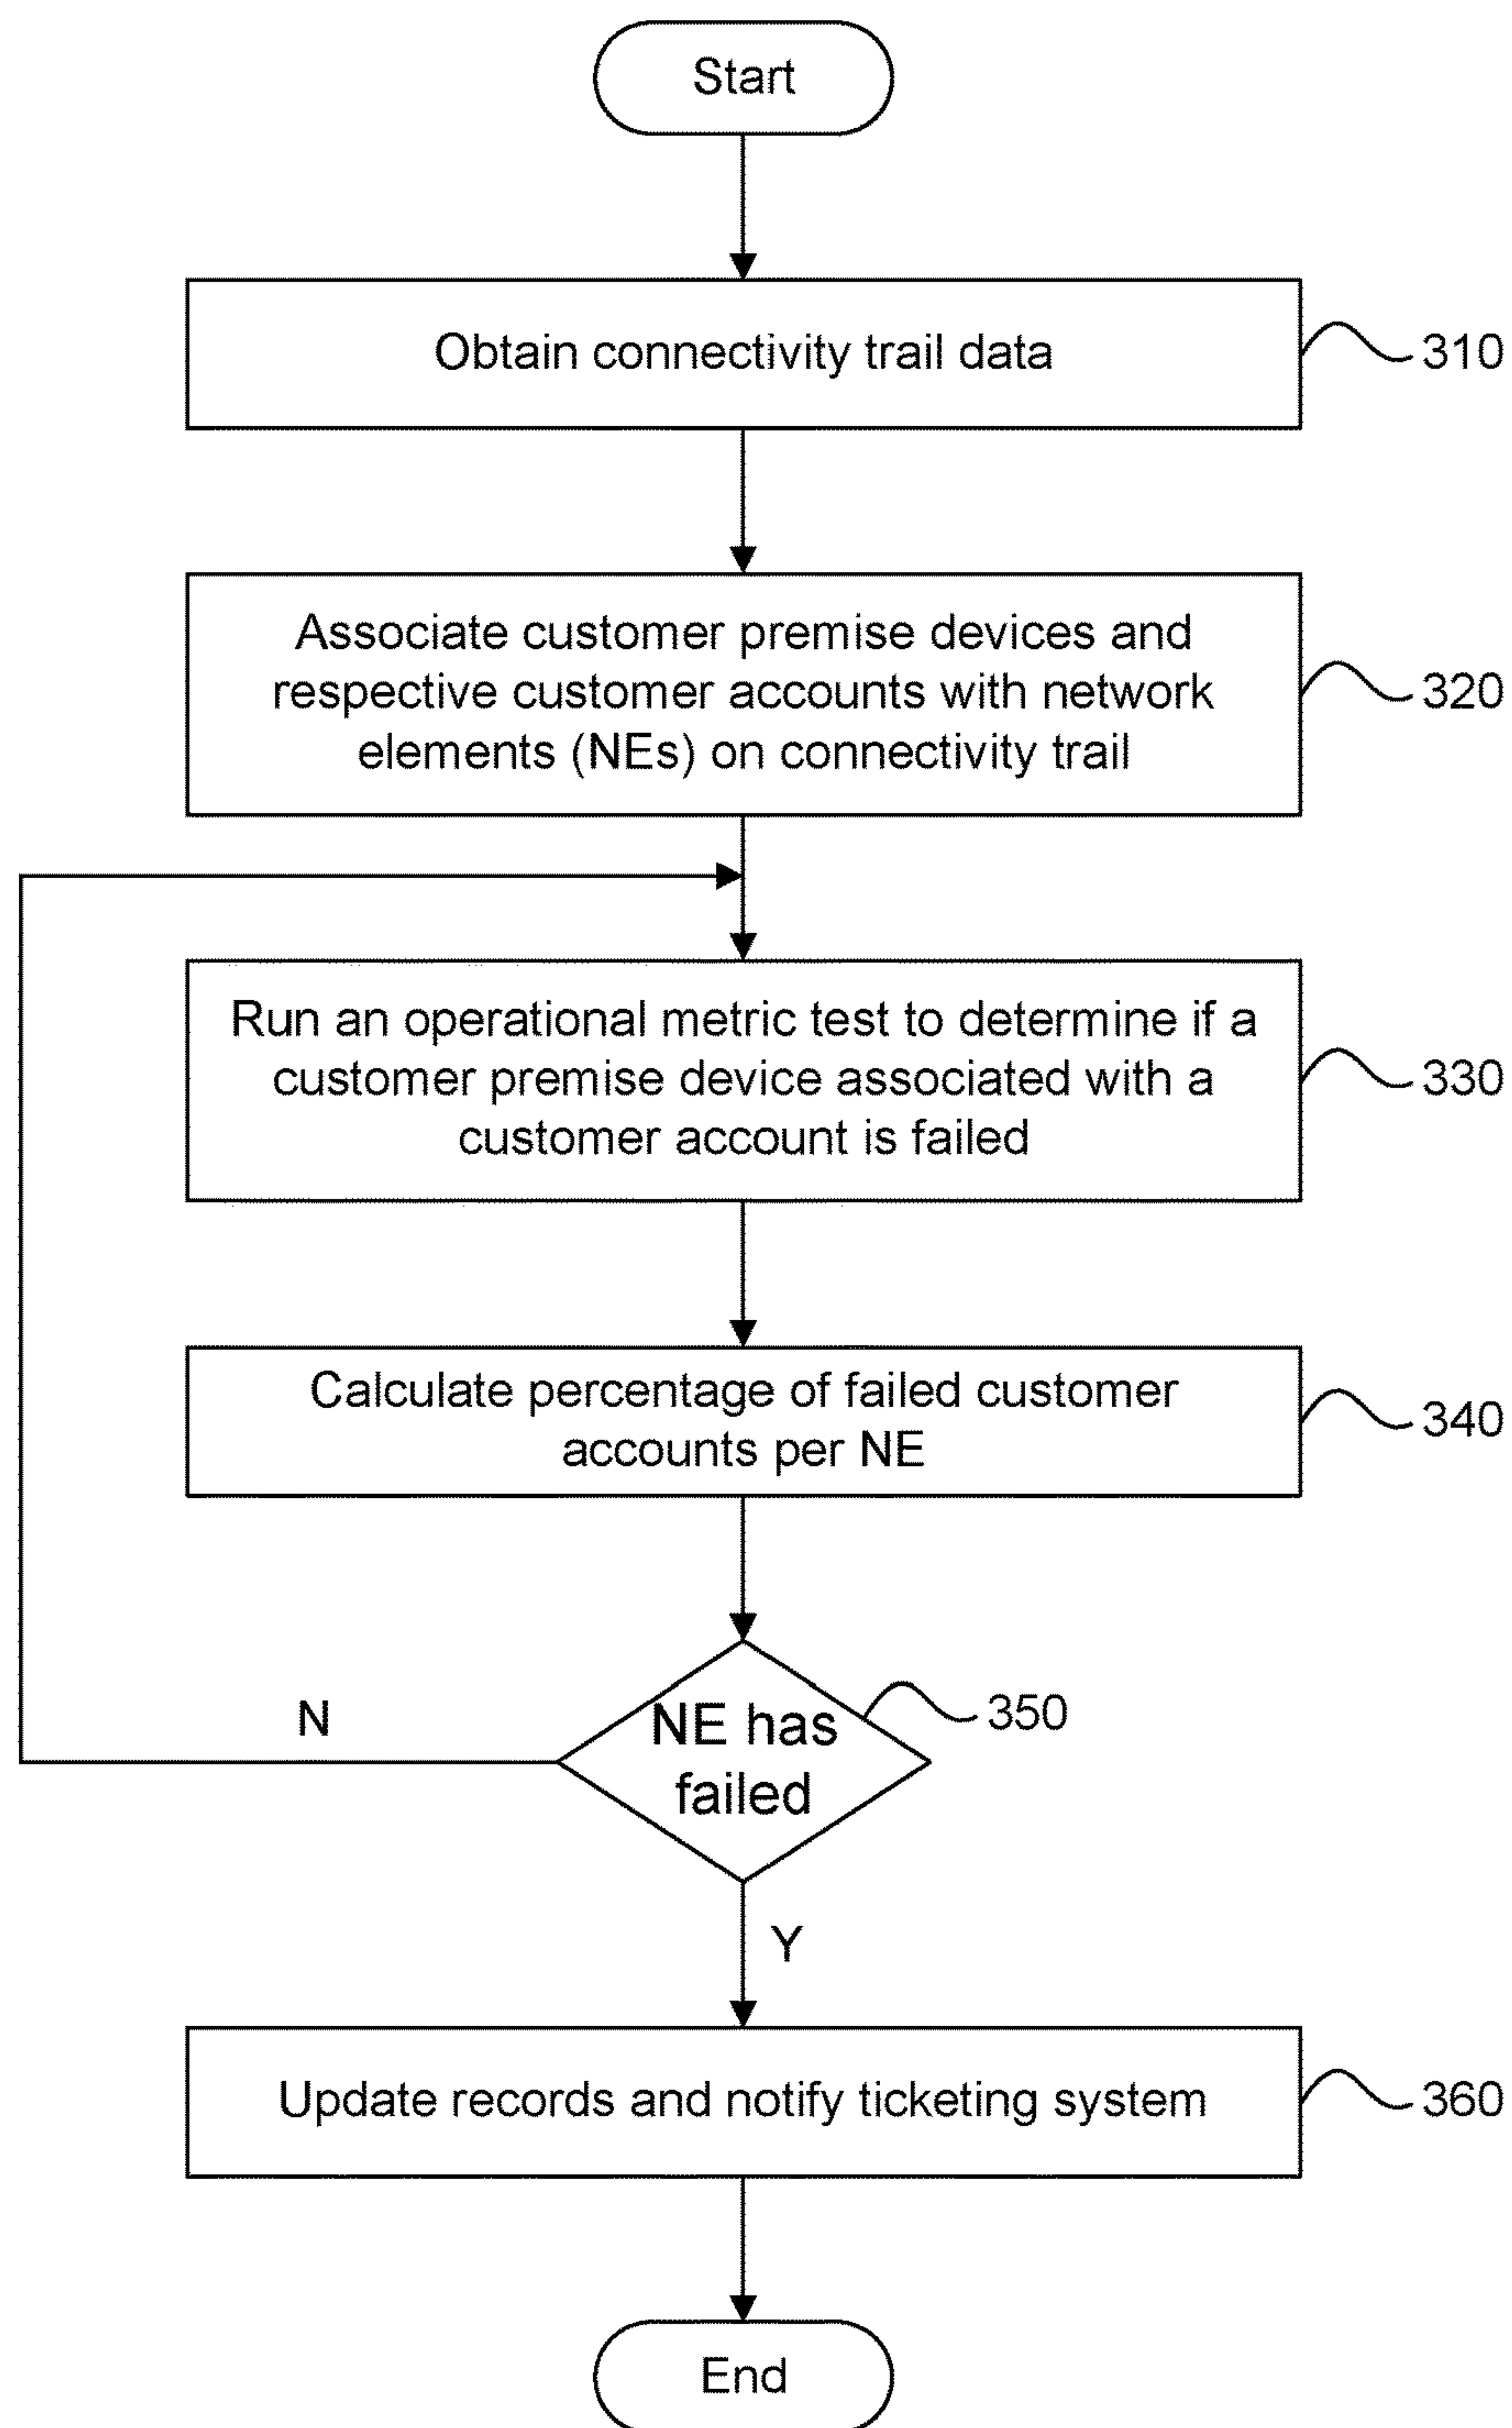 Start
Obtain connectivity trail data
310
Associate customer premise devices and
respective customer accounts with network
elements (NEs) on connectivity trail
320
Run an operational metric test to determine if a
customer premise device associated with a
customer account is failed
330
Calculate percentage of failed customer
accounts per NE
340
NE has
failed
350
N
Y
Update records and notify ticketing system
360
End